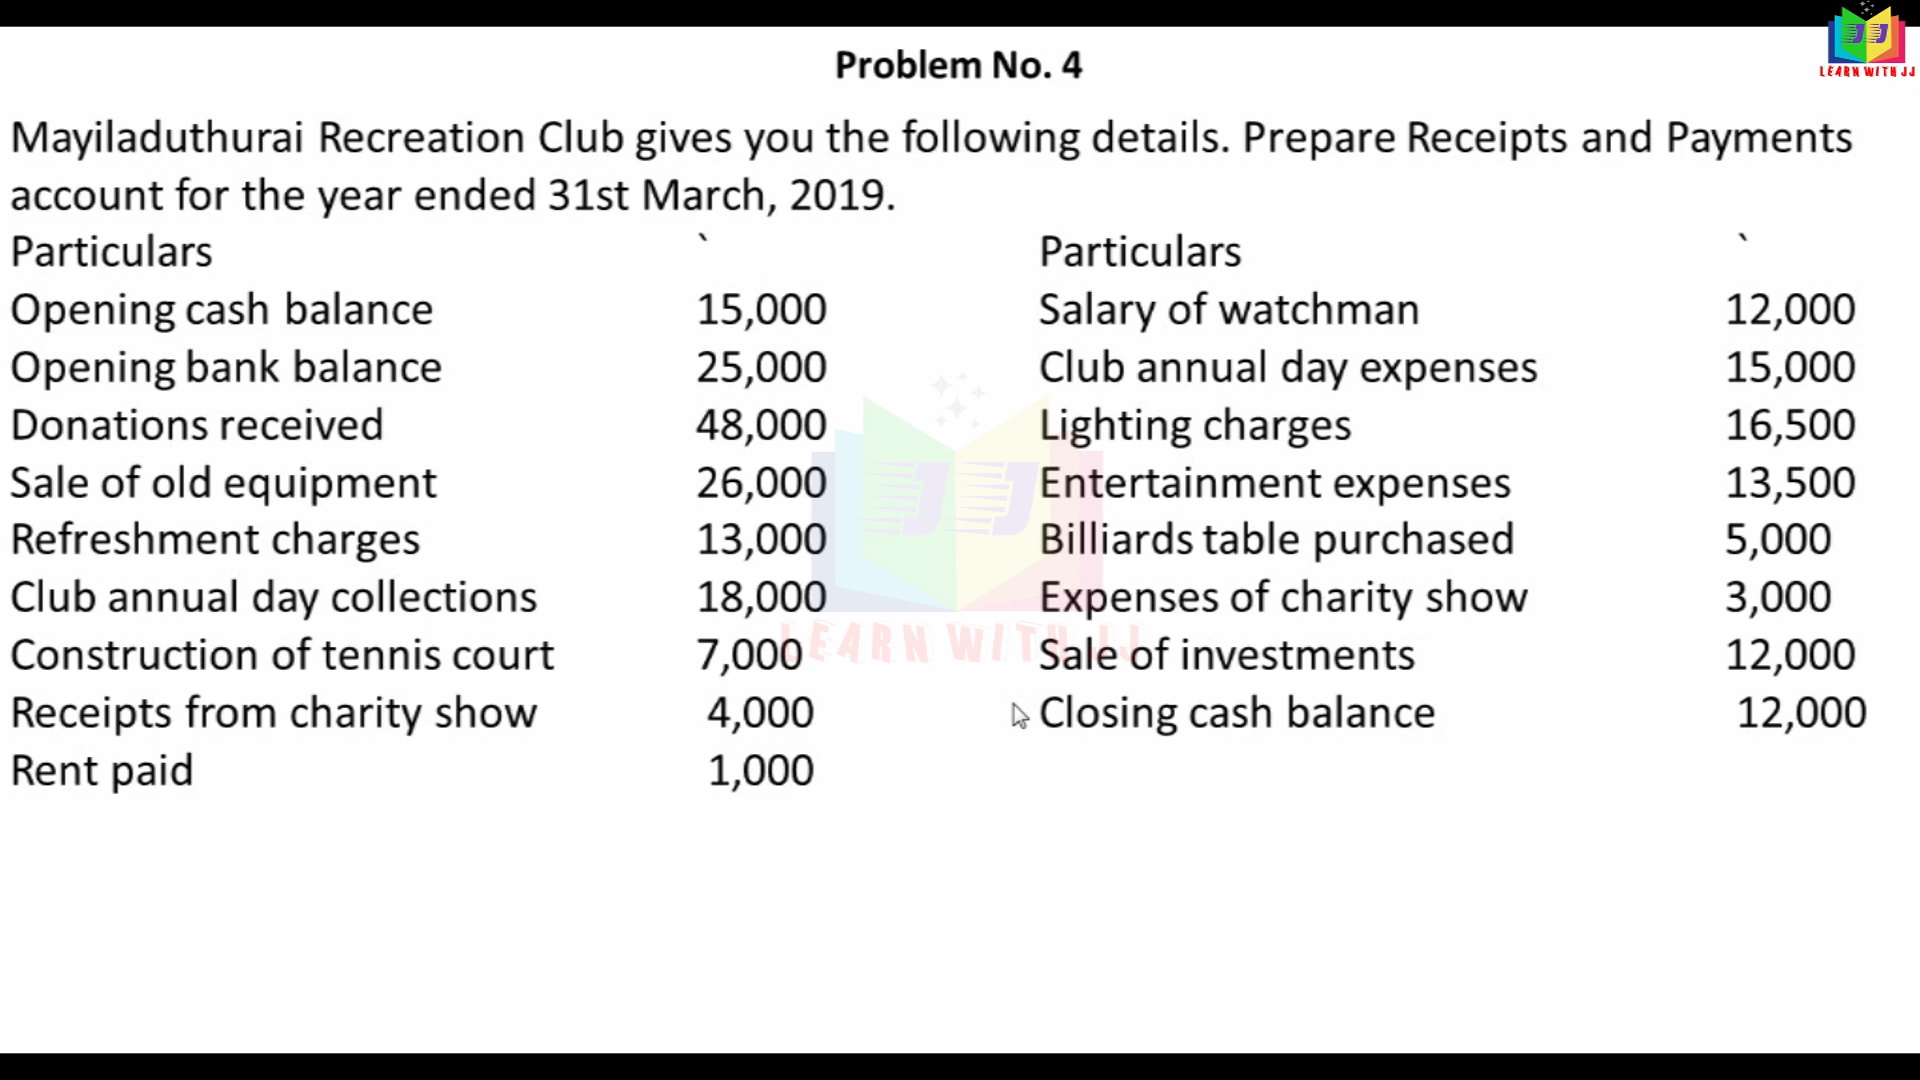 LEARN WITH JJ
Problem No. 4
Mayiladuthurai Recreation Club gives you the following details. Prepare Receipts and Payments
account for the year ended 31st March, 2019.
Particulars ` Particulars `
Opening cash balance 15,000 Salary of watchman 12,000
Opening bank balance 25,000 Club annual day expenses 15,000
Donations received 48,000 Lighting charges 16,500
Sale of old equipment 26,000 Entertainment expenses 13,500
Refreshment charges 13,000 Billiards table purchased 5,000
Club annual day collections 18,000 Expenses of charity show 3,000
Construction of tennis court 7,000 Sale of investments 12,000
Receipts from charity show 4,000 Closing cash balance 12,000
Rent paid 1,000
JJ
LEARN WITH JJ